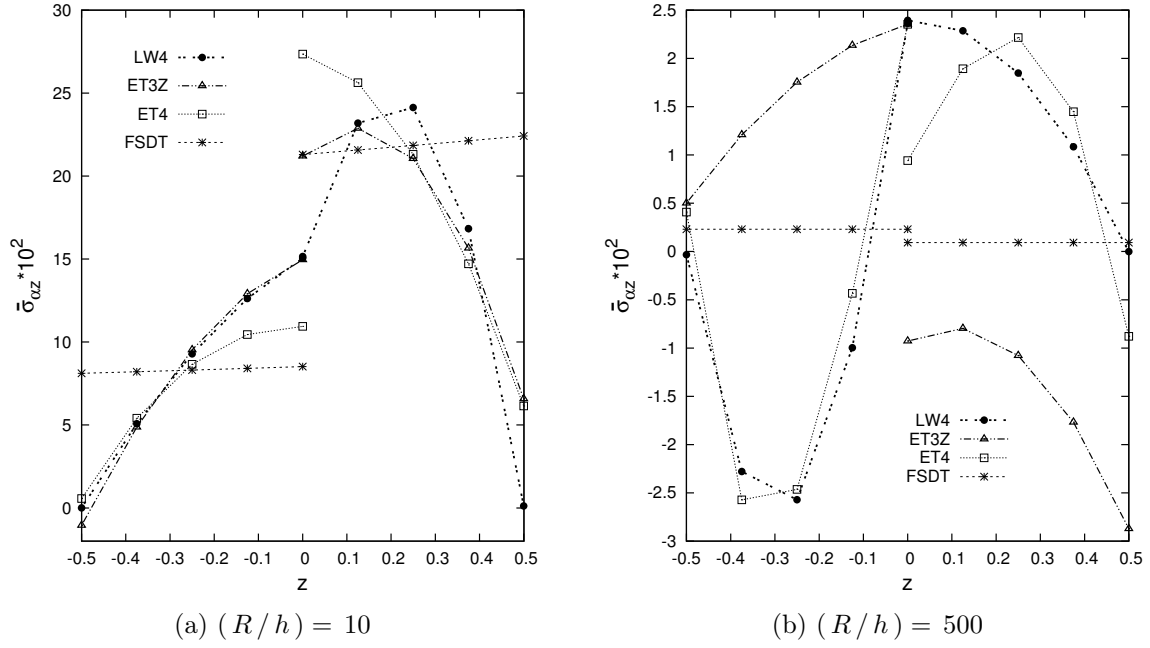 30
25
20
15
10
5
0
-0.5 -0.4 -0.3 -0.2 -0.1 0 0.1 0.2 0.3 0.4 0.5
σ̄αz*10²
z
LW4
ET3Z
ET4
FSDT
(a) (R/h) = 10
2.5
2
1.5
1
0.5
0
-0.5
-1
-1.5
-2
-2.5
-3
-0.5 -0.4 -0.3 -0.2 -0.1 0 0.1 0.2 0.3 0.4 0.5
σ̄αz*10²
z
LW4
ET3Z
ET4
FSDT
(b) (R/h) = 500